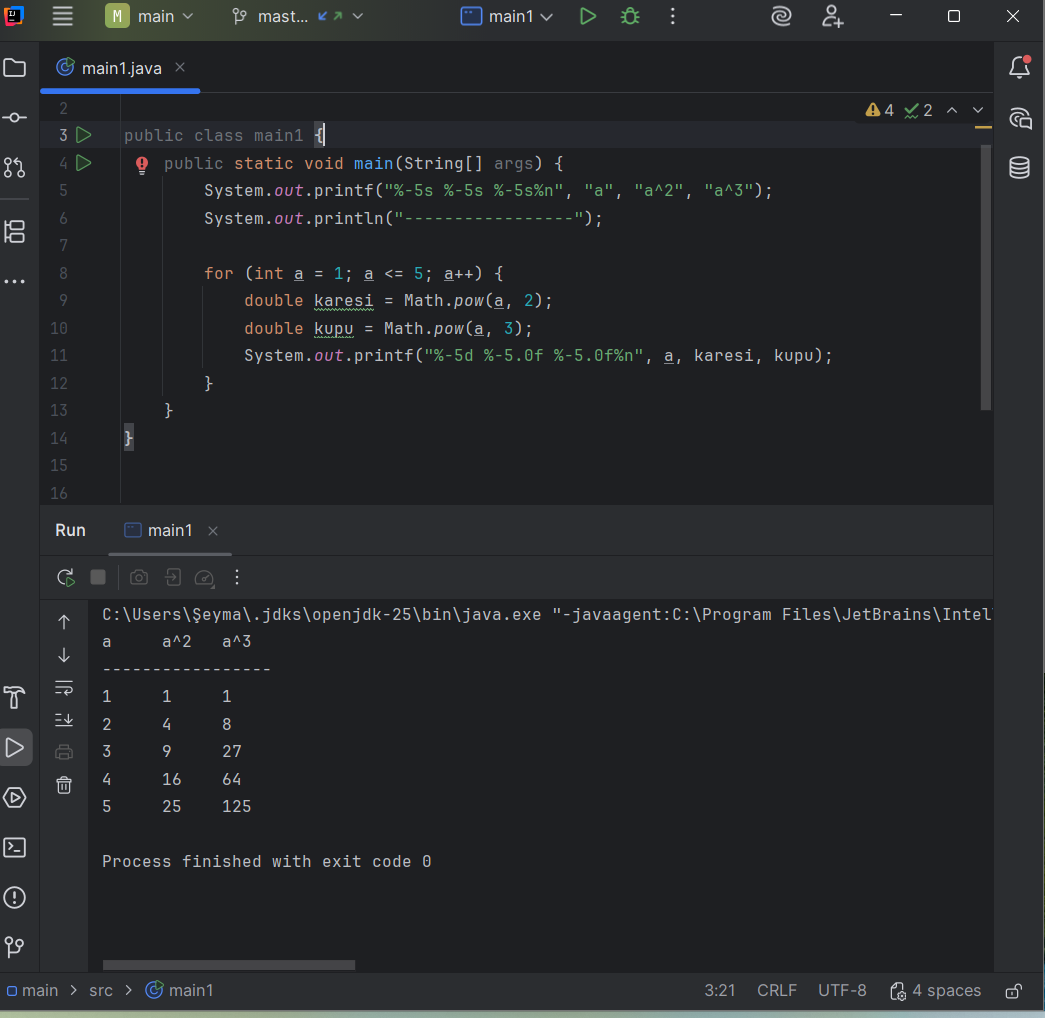 M main mast... main1
main1.java
4 2
2
3 public class main1 {
4 public static void main(String[] args) {
5 System.out.printf("%-5s %-5s %-5s%n", "a", "a^2", "a^3");
6 System.out.println("-----------------");
7
8 for (int a = 1; a <= 5; a++) {
9 double karesi = Math.pow(a, 2);
10 double kupu = Math.pow(a, 3);
11 System.out.printf("%-5d %-5.0f %-5.0f%n", a, karesi, kupu);
12 }
13 }
14 }
15
16
Run main1
C:\Users\Şeyma\.jdks\openjdk-25\bin\java.exe "-javaagent:C:\Program Files\JetBrains\Intel
a a^2 a^3
-----------------
1 1 1
2 4 8
3 9 27
4 16 64
5 25 125
Process finished with exit code 0
main > src > main1 3:21 CRLF UTF-8 4 spaces